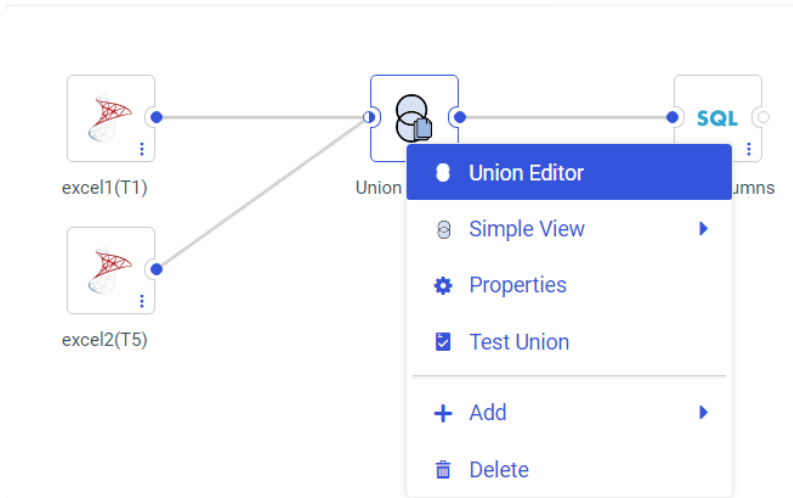 SQL
excel1(T1)
Union
umns
Union Editor
Simple View
Properties
excel2(T5)
Test Union
Add
Delete